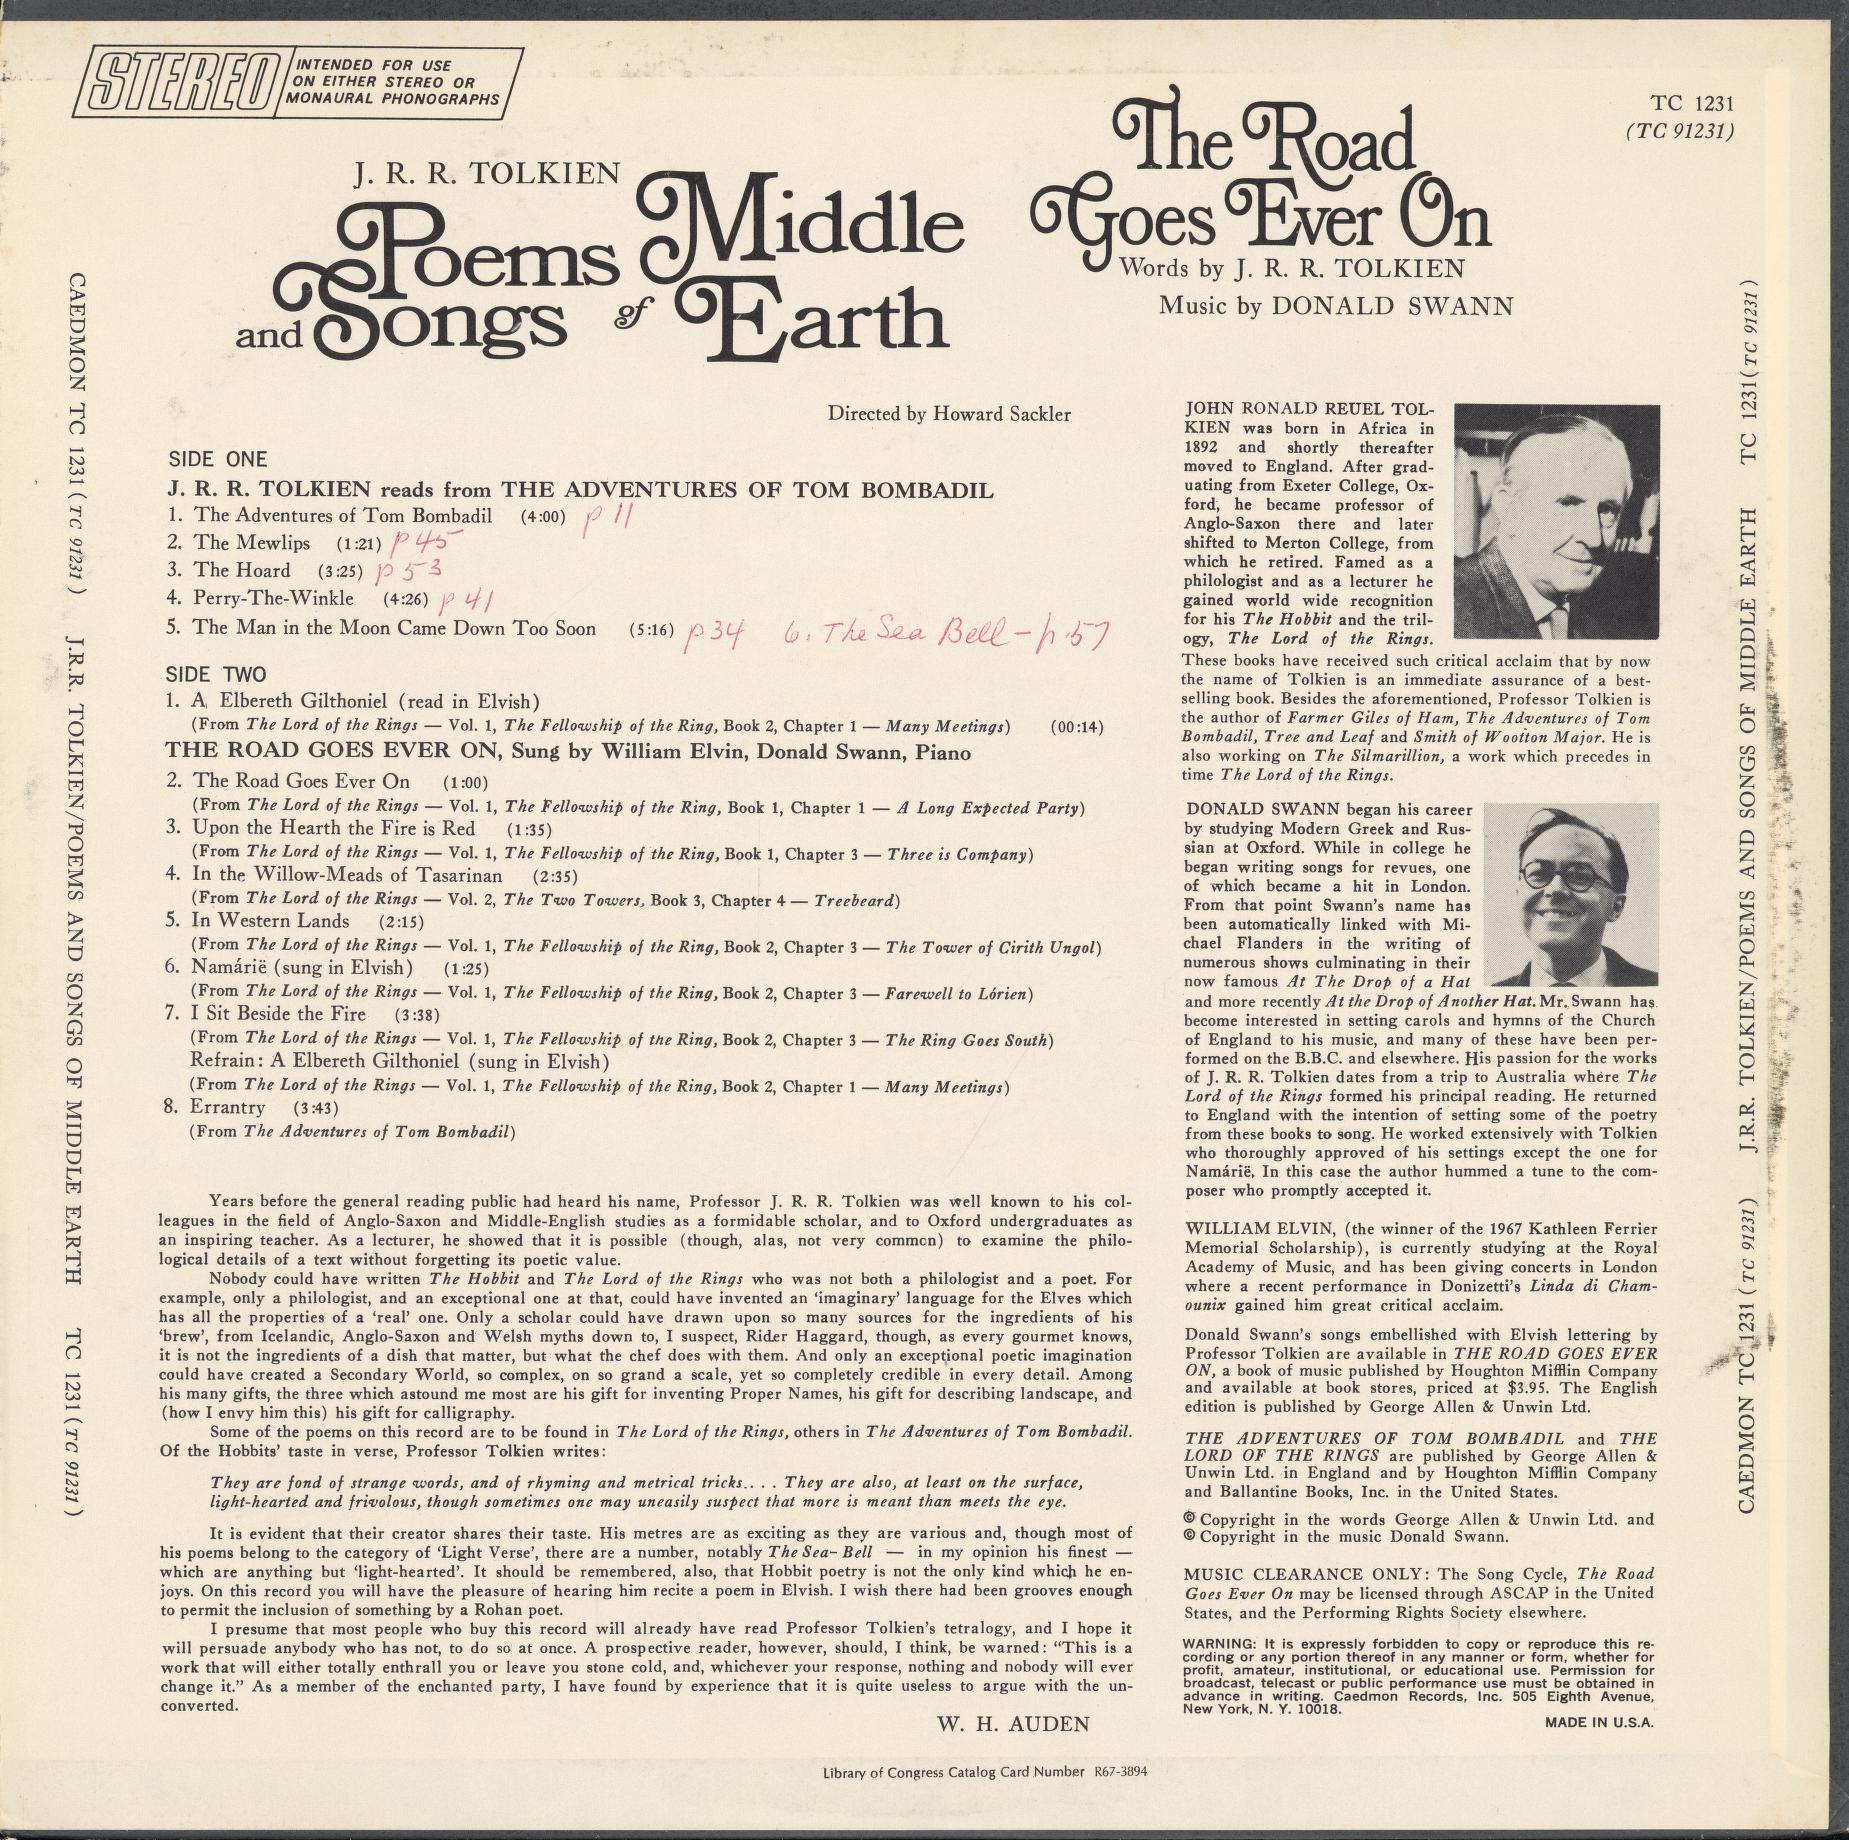 STEREO
INTENDED FOR USE
ON EITHER STEREO OR
MONAURAL PHONOGRAPHS
J. R. R. TOLKIEN
Poems
and Songs
of
Middle
Earth
The Road
Goes Ever On
Words by J. R. R. TOLKIEN
Music by DONALD SWANN
TC 1231
(TC 91231)
CAEDMON TC 1231 (TC 91231) J.R.R. TOLKIEN/POEMS AND SONGS OF MIDDLE EARTH TC 1231 (TC 91231)
Directed by Howard Sackler
SIDE ONE
J. R. R. TOLKIEN reads from THE ADVENTURES OF TOM BOMBADIL
1. The Adventures of Tom Bombadil (4:00) p 11
2. The Mewlips (1:21) p 45
3. The Hoard (3:25) p 53
4. Perry-The-Winkle (4:26) p 41
5. The Man in the Moon Came Down Too Soon (5:16) p 34 6. The Sea Bell - p. 57
SIDE TWO
1. A Elbereth Gilthoniel (read in Elvish)
(From The Lord of the Rings — Vol. 1, The Fellowship of the Ring, Book 2, Chapter 1 — Many Meetings) (00:14)
THE ROAD GOES EVER ON, Sung by William Elvin, Donald Swann, Piano
2. The Road Goes Ever On (1:00)
(From The Lord of the Rings — Vol. 1, The Fellowship of the Ring, Book 1, Chapter 1 — A Long Expected Party)
3. Upon the Hearth the Fire is Red (1:35)
(From The Lord of the Rings — Vol. 1, The Fellowship of the Ring, Book 1, Chapter 3 — Three is Company)
4. In the Willow-Meads of Tasarinan (2:35)
(From The Lord of the Rings — Vol. 2, The Two Towers, Book 3, Chapter 4 — Treebeard)
5. In Western Lands (2:15)
(From The Lord of the Rings — Vol. 1, The Fellowship of the Ring, Book 2, Chapter 3 — The Tower of Cirith Ungol)
6. Namárië (sung in Elvish) (1:25)
(From The Lord of the Rings — Vol. 1, The Fellowship of the Ring, Book 2, Chapter 3 — Farewell to Lórien)
7. I Sit Beside the Fire (3:38)
(From The Lord of the Rings — Vol. 1, The Fellowship of the Ring, Book 2, Chapter 3 — The Ring Goes South)
Refrain: A Elbereth Gilthoniel (sung in Elvish)
(From The Lord of the Rings — Vol. 1, The Fellowship of the Ring, Book 2, Chapter 1 — Many Meetings)
8. Errantry (3:43)
(From The Adventures of Tom Bombadil)
Years before the general reading public had heard his name, Professor J. R. R. Tolkien was well known to his col-
leagues in the field of Anglo-Saxon and Middle-English studies as a formidable scholar, and to Oxford undergraduates as
an inspiring teacher. As a lecturer, he showed that it is possible (though, alas, not very common) to examine the philo-
logical details of a text without forgetting its poetic value.
Nobody could have written The Hobbit and The Lord of the Rings who was not both a philologist and a poet. For
example, only a philologist, and an exceptional one at that, could have invented an 'imaginary' language for the Elves which
has all the properties of a 'real' one. Only a scholar could have drawn upon so many sources for the ingredients of his
'brew', from Icelandic, Anglo-Saxon and Welsh myths down to, I suspect, Rider Haggard, though, as every gourmet knows,
it is not the ingredients of a dish that matter, but what the chef does with them. And only an exceptional poetic imagination
could have created a Secondary World, so complex, on so grand a scale, yet so completely credible in every detail. Among
his many gifts, the three which astound me most are his gift for inventing Proper Names, his gift for describing landscape, and
(how I envy him this) his gift for calligraphy.
Some of the poems on this record are to be found in The Lord of the Rings, others in The Adventures of Tom Bombadil.
Of the Hobbits' taste in verse, Professor Tolkien writes:
They are fond of strange words, and of rhyming and metrical tricks.. . . They are also, at least on the surface,
light-hearted and frivolous, though sometimes one may uneasily suspect that more is meant than meets the eye.
It is evident that their creator shares their taste. His metres are as exciting as they are various and, though most of
his poems belong to the category of 'Light Verse', there are a number, notably The Sea-Bell — in my opinion his finest —
which are anything but 'light-hearted'. It should be remembered, also, that Hobbit poetry is not the only kind which he en-
joys. On this record you will have the pleasure of hearing him recite a poem in Elvish. I wish there had been grooves enough
to permit the inclusion of something by a Rohan poet.
I presume that most people who buy this record will already have read Professor Tolkien's tetralogy, and I hope it
will persuade anybody who has not, to do so at once. A prospective reader, however, should, I think, be warned: "This is a
work that will either totally enthrall you or leave you stone cold, and, whichever your response, nothing and nobody will ever
change it." As a member of the enchanted party, I have found by experience that it is quite useless to argue with the un-
converted.
W. H. AUDEN
JOHN RONALD REUEL TOL-
KIEN was born in Africa in
1892 and shortly thereafter
moved to England. After grad-
uating from Exeter College, Ox-
ford, he became professor of
Anglo-Saxon there and later
shifted to Merton College, from
which he retired. Famed as a
philologist and as a lecturer he
gained world wide recognition
for his The Hobbit and the tril-
ogy, The Lord of the Rings.
These books have received such critical acclaim that by now
the name of Tolkien is an immediate assurance of a best-
selling book. Besides the aforementioned, Professor Tolkien is
the author of Farmer Giles of Ham, The Adventures of Tom
Bombadil, Tree and Leaf and Smith of Wootton Major. He is
also working on The Silmarillion, a work which precedes in
time The Lord of the Rings.
DONALD SWANN began his career
by studying Modern Greek and Rus-
sian at Oxford. While in college he
began writing songs for revues, one
of which became a hit in London.
From that point Swann's name has
been automatically linked with Mi-
chael Flanders in the writing of
numerous shows culminating in their
now famous At The Drop of a Hat
and more recently At the Drop of Another Hat. Mr. Swann has
become interested in setting carols and hymns of the Church
of England to his music, and many of these have been per-
formed on the B.B.C. and elsewhere. His passion for the works
of J. R. R. Tolkien dates from a trip to Australia where The
Lord of the Rings formed his principal reading. He returned
to England with the intention of setting some of the poetry
from these books to song. He worked extensively with Tolkien
who thoroughly approved of his settings except the one for
Namárië. In this case the author hummed a tune to the com-
poser who promptly accepted it.
WILLIAM ELVIN, (the winner of the 1967 Kathleen Ferrier
Memorial Scholarship), is currently studying at the Royal
Academy of Music, and has been giving concerts in London
where a recent performance in Donizetti's Linda di Cham-
ounix gained him great critical acclaim.
Donald Swann's songs embellished with Elvish lettering by
Professor Tolkien are available in THE ROAD GOES EVER
ON, a book of music published by Houghton Mifflin Company
and available at book stores, priced at $3.95. The English
edition is published by George Allen & Unwin Ltd.
THE ADVENTURES OF TOM BOMBADIL and THE
LORD OF THE RINGS are published by George Allen &
Unwin Ltd. in England and by Houghton Mifflin Company
and Ballantine Books, Inc. in the United States.
© Copyright in the words George Allen & Unwin Ltd. and
© Copyright in the music Donald Swann.
MUSIC CLEARANCE ONLY: The Song Cycle, The Road
Goes Ever On may be licensed through ASCAP in the United
States, and the Performing Rights Society elsewhere.
WARNING: It is expressly forbidden to copy or reproduce this re-
cording or any portion thereof in any manner or form, whether for
profit, amateur, institutional, or educational use. Permission for
broadcast, telecast or public performance use must be obtained in
advance in writing. Caedmon Records, Inc. 505 Eighth Avenue,
New York, N. Y. 10018.
MADE IN U.S.A.
CAEDMON TC 1231 (TC 91231) J.R.R. TOLKIEN/POEMS AND SONGS OF MIDDLE EARTH TC 1231 (TC 91231)
Library of Congress Catalog Card Number R67-3894